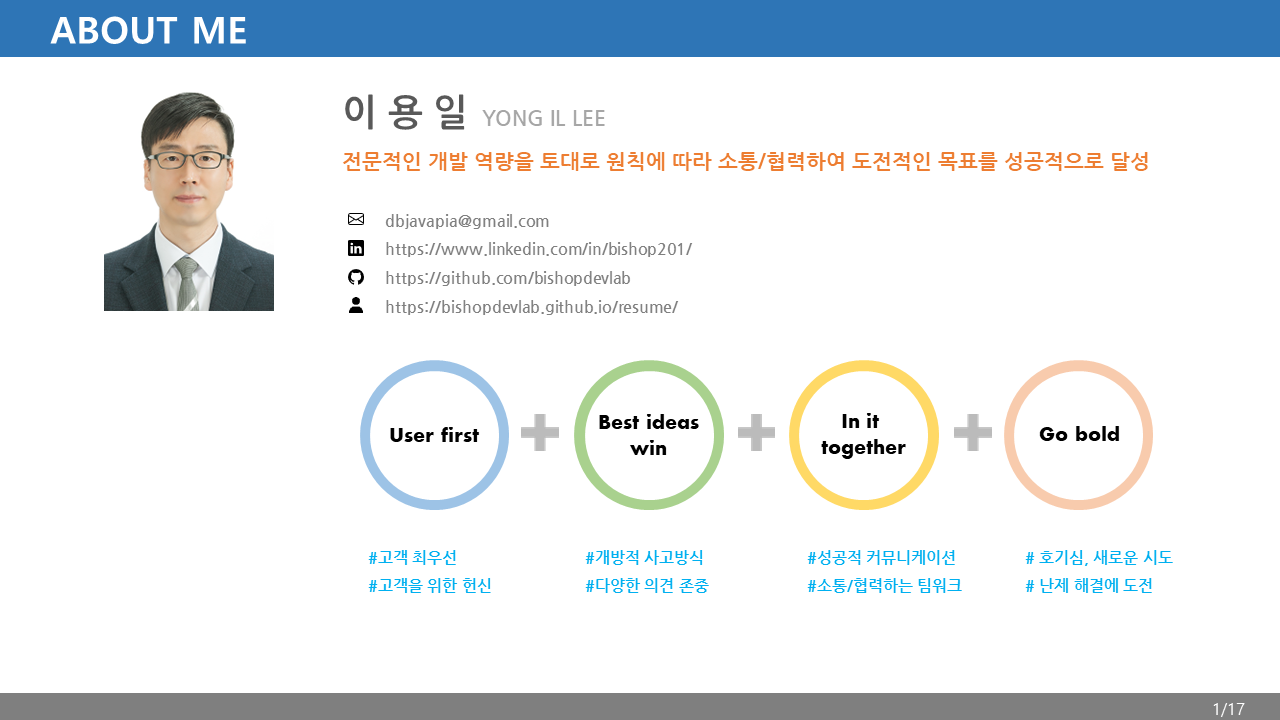 ABOUT ME
이 용 일 YONG IL LEE
전문적인 개발 역량을 토대로 원칙에 따라 소통/협력하여 도전적인 목표를 성공적으로 달성
dbjavapia@gmail.com
https://www.linkedin.com/in/bishop201/
https://github.com/bishopdevlab
https://bishopdevlab.github.io/resume/
User first
Best ideas
win
In it
together
Go bold
#고객 최우선
#고객을 위한 헌신
#개방적 사고방식
#다양한 의견 존중
#성공적 커뮤니케이션
#소통/협력하는 팀워크
# 호기심, 새로운 시도
# 난제 해결에 도전
1/17